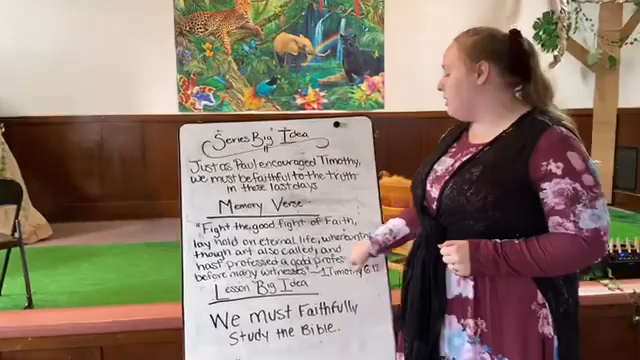 Series Big Idea
Just as Paul encouraged Timothy,
we must be faithful to the truth
in these last days
Memory Verse
"Fight the good fight of Faith,
lay hold on eternal life, whereunto
thou art also called, and
hast professed a good profes
before many witnesses" ~1 Timothy 6:12
Lesson Big Idea
We must Faithfully
Study the Bible.